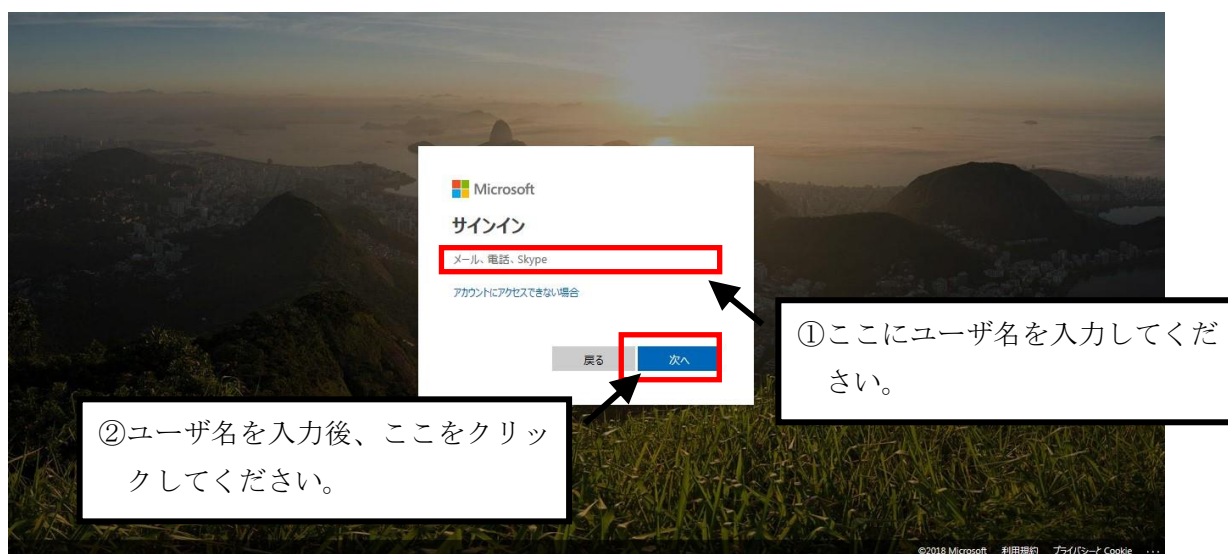 Microsoft
サインイン
メール、電話、Skype
アカウントにアクセスできない場合
戻る
次へ
①ここにユーザ名を入力してくだ
さい。
②ユーザ名を入力後、ここをクリッ
クしてください。
©2018 Microsoft 利用規約 プライバシーと Cookie ...